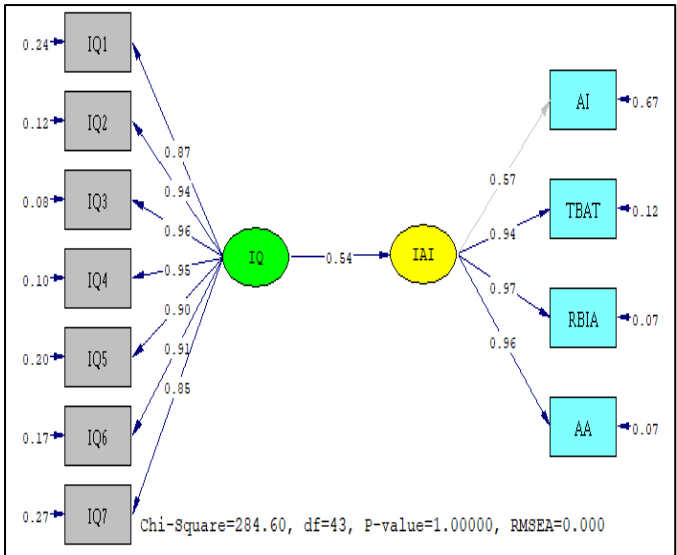 0.24
IQ1
0.12
IQ2
0.08
IQ3
0.10
IQ4
0.20
IQ5
0.17
IQ6
0.27
IQ7
0.87
0.94
0.96
0.95
0.90
0.91
0.85
IQ
0.54
IAI
0.57
0.94
0.97
0.96
AI
0.67
TBAT
0.12
RBIA
0.07
AA
0.07
Chi-Square=284.60, df=43, P-value=1.00000, RMSEA=0.000